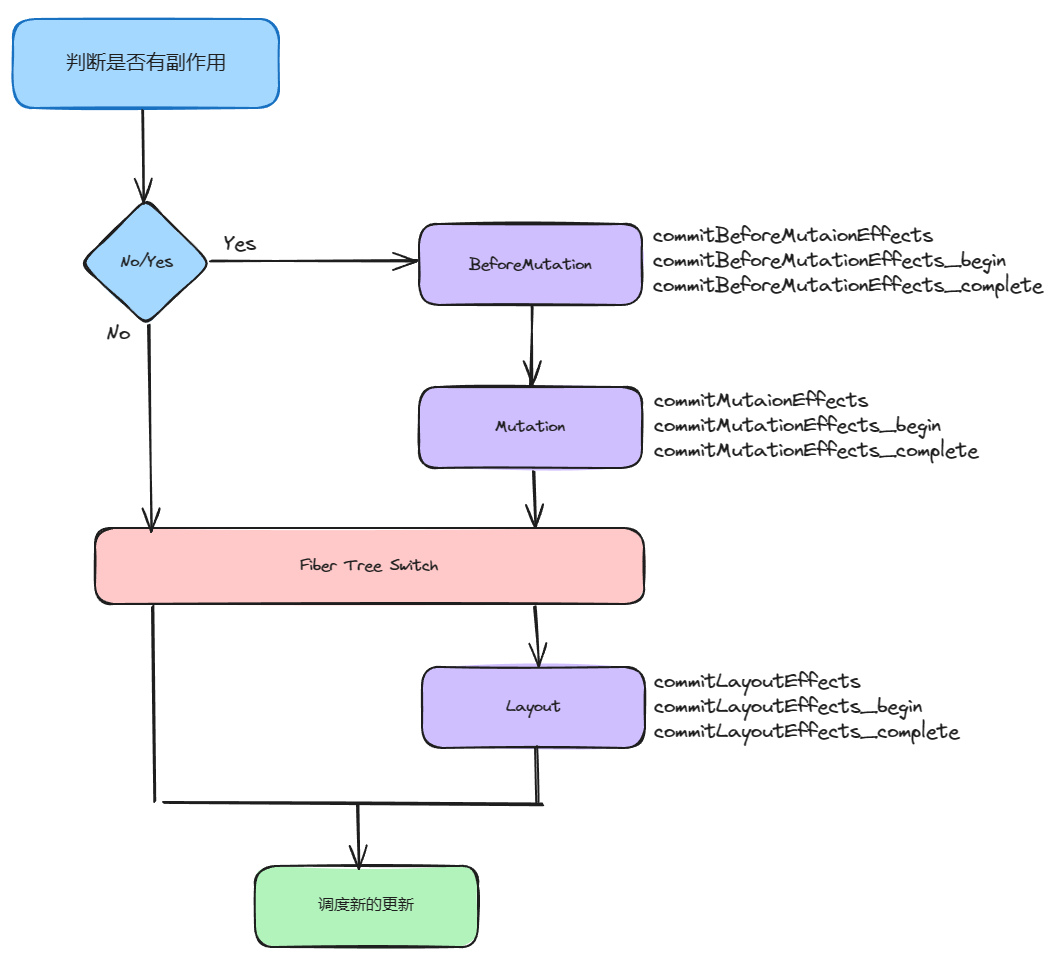 判断是否有副作用
No/Yes
Yes
No
BeforeMutation
commitBeforeMutaionEffects
commitBeforeMutationEffects_begin
commitBeforeMutationEffects_complete
Mutation
commitMutaionEffects
commitMutationEffects_begin
commitMutationEffects_complete
Fiber Tree Switch
Layout
commitLayoutEffects
commitLayoutEffects_begin
commitLayoutEffects_complete
调度新的更新